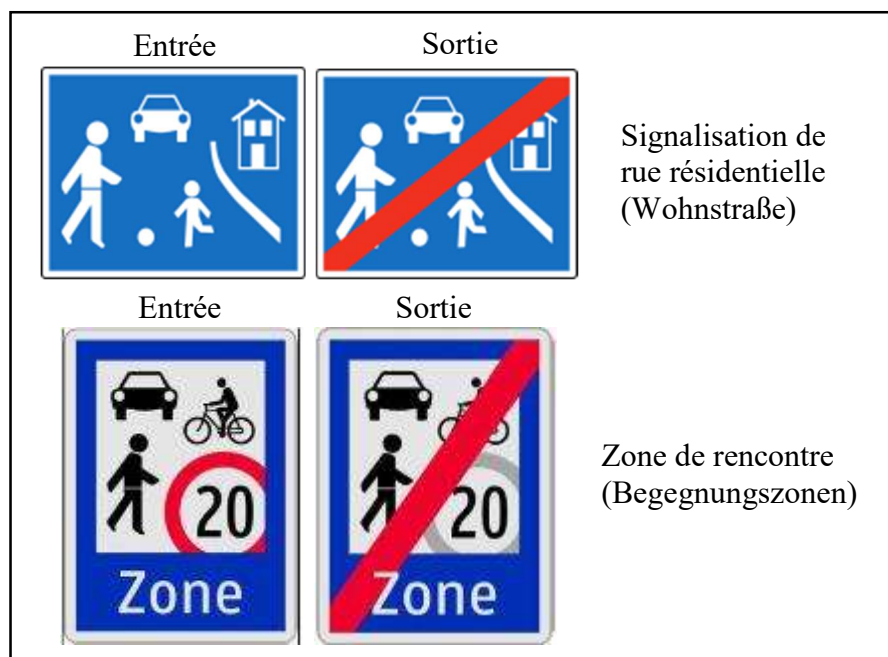 Entrée Sortie
Signalisation de
rue résidentielle
(Wohnstraße)
Entrée Sortie
20 20
Zone Zone
Zone de rencontre
(Begegnungszonen)